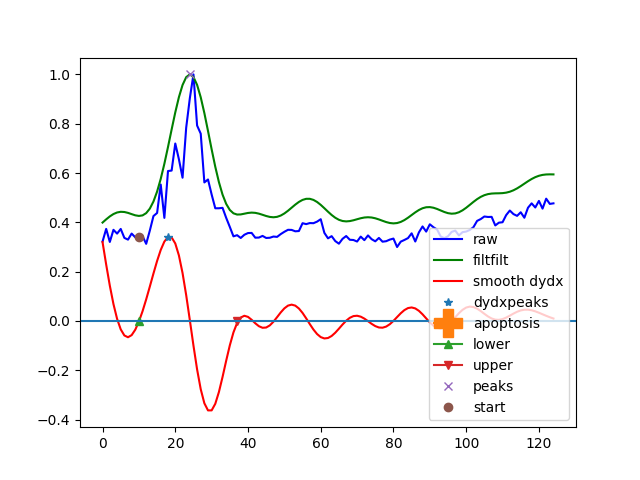 1.0
0.8
0.6
0.4
0.2
0.0
−0.2
−0.4
0
20
40
60
80
100
120
raw
filtfilt
smooth dydx
dydxpeaks
apoptosis
lower
upper
peaks
start